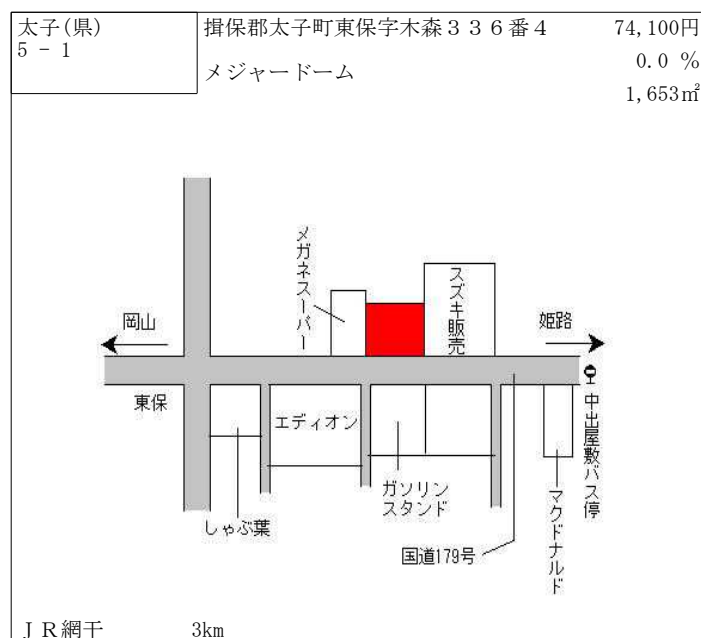 太子(県)
5 - 1
揖保郡太子町東保字木森３３６番４
74,100円
メジャードーム
0.0 %
1,653㎡
メガネスーパー
スズキ販売
岡山
姫路
東保
エディオン
中出屋敷バス停
ガソリン
スタンド
しゃぶ葉
マクドナルド
国道179号
ＪＲ網干
3km